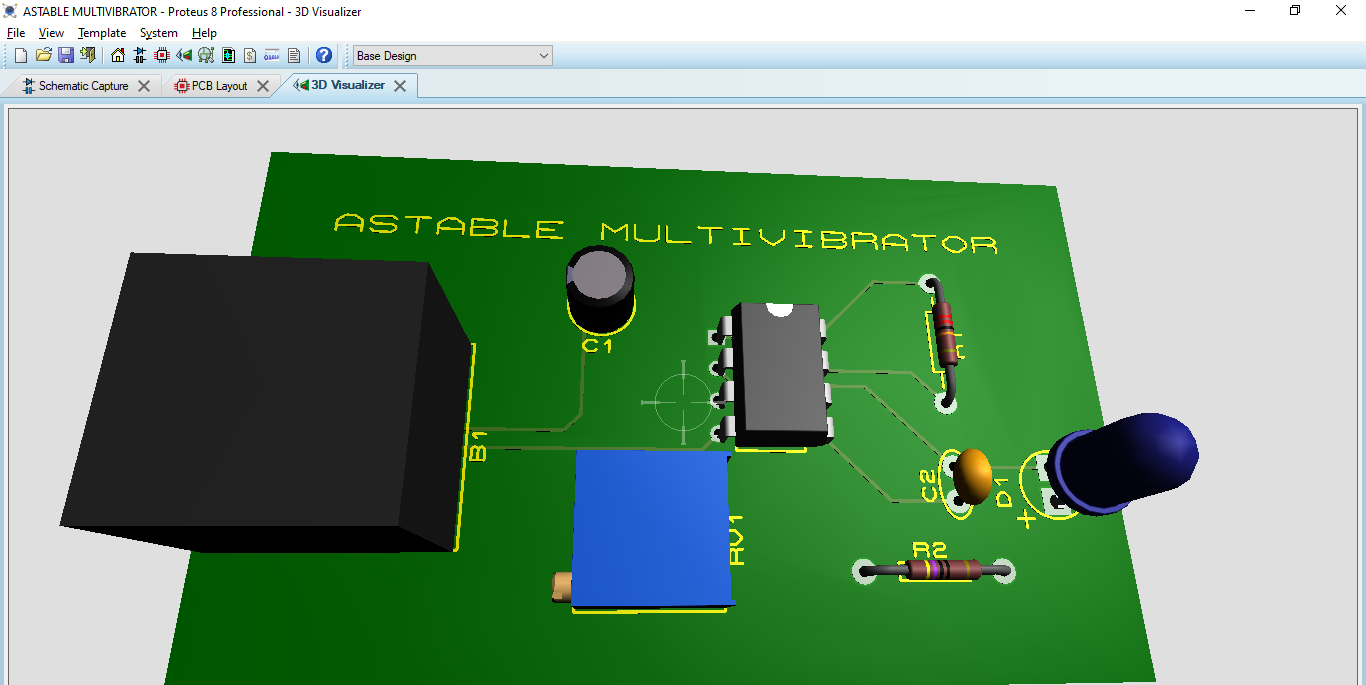 ASTABLE MULTIVIBRATOR - Proteus 8 Professional - 3D Visualizer
File View Template System Help
Base Design
Schematic Capture PCB Layout 3D Visualizer
ASTABLE MULTIVIBRATOR
C1
B1
C2
D1
+
RV1
R2